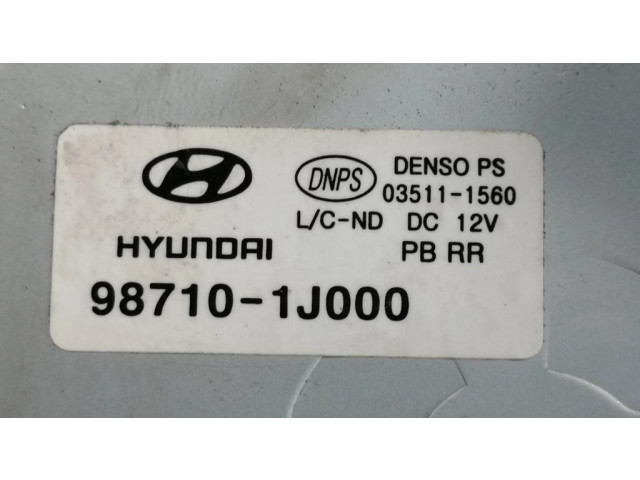 DNPS DENSO PS
03511-1560
L/C-ND DC 12V
HYUNDAI PB RR
98710-1J000